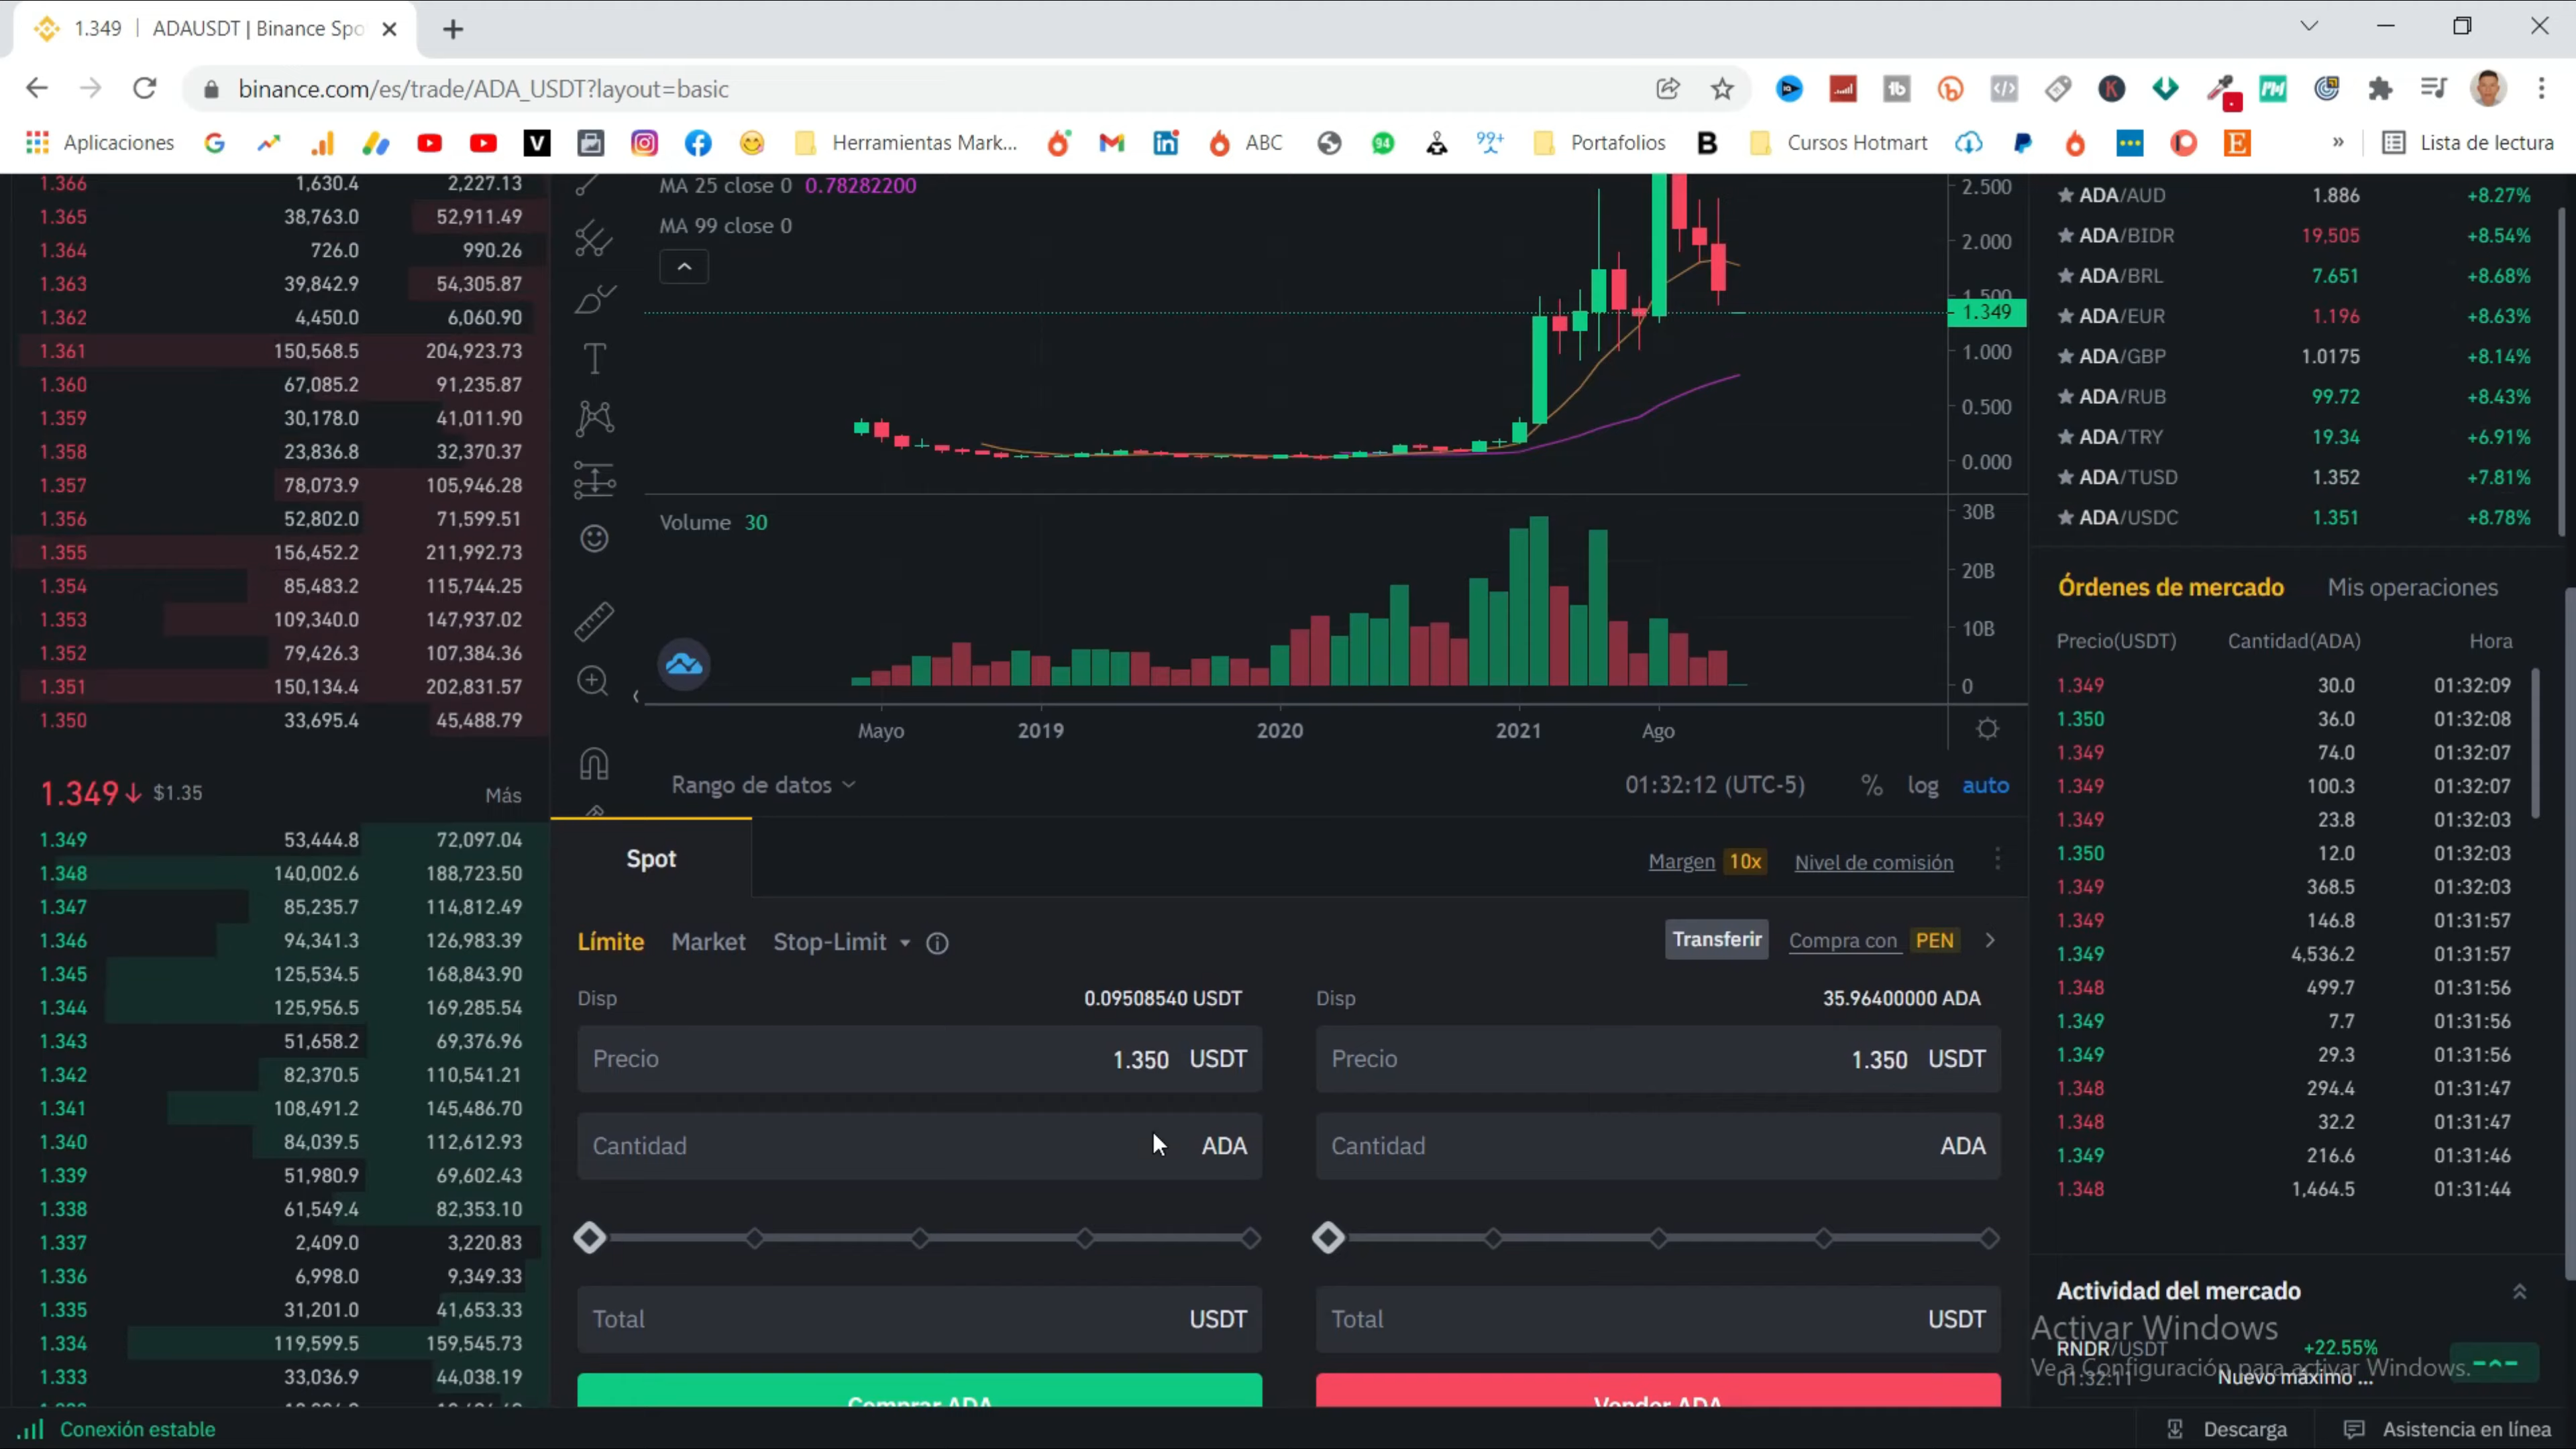 1.349 | ADAUSDT | Binance Spo
binance.com/es/trade/ADA_USDT?layout=basic
Aplicaciones
Herramientas Mark...
ABC
94
99+
Portafolios
Cursos Hotmart
Lista de lectura
1.366 1,630.4 2,227.13
1.365 38,763.0 52,911.49
1.364 726.0 990.26
1.363 39,842.9 54,305.87
1.362 4,450.0 6,060.90
1.361 150,568.5 204,923.73
1.360 67,085.2 91,235.87
1.359 30,178.0 41,011.90
1.358 23,836.8 32,370.37
1.357 78,073.9 105,946.28
1.356 52,802.0 71,599.51
1.355 156,452.2 211,992.73
1.354 85,483.2 115,744.25
1.353 109,340.0 147,937.02
1.352 79,426.3 107,384.36
1.351 150,134.4 202,831.57
1.350 33,695.4 45,488.79
1.349↓ $1.35 Más
1.349 53,444.8 72,097.04
1.348 140,002.6 188,723.50
1.347 85,235.7 114,812.49
1.346 94,341.3 126,983.39
1.345 125,534.5 168,843.90
1.344 125,956.5 169,285.54
1.343 51,658.2 69,376.96
1.342 82,370.5 110,541.21
1.341 108,491.2 145,486.70
1.340 84,039.5 112,612.93
1.339 51,980.9 69,602.43
1.338 61,549.4 82,353.10
1.337 2,409.0 3,220.83
1.336 6,998.0 9,349.33
1.335 31,201.0 41,653.33
1.334 119,599.5 159,545.73
1.333 33,036.9 44,038.19
MA 25 close 0 0.78282200
MA 99 close 0
2.500
2.000
1.500
1.349
1.000
0.500
0.000
Volume 30
30B
20B
10B
0
Mayo 2019 2020 2021 Ago
Rango de datos
01:32:12 (UTC-5) % log auto
Spot
Margen 10x Nivel de comisión
Límite Market Stop-Limit
Transferir Compra con PEN
Disp 0.09508540 USDT
Precio 1.350 USDT
Cantidad ADA
Total USDT
Comprar ADA
Disp 35.96400000 ADA
Precio 1.350 USDT
Cantidad ADA
Total USDT
Vender ADA
ADA/AUD 1.886 +8.27%
ADA/BIDR 19,505 +8.54%
ADA/BRL 7.651 +8.68%
ADA/EUR 1.196 +8.63%
ADA/GBP 1.0175 +8.14%
ADA/RUB 99.72 +8.43%
ADA/TRY 19.34 +6.91%
ADA/TUSD 1.352 +7.81%
ADA/USDC 1.351 +8.78%
Órdenes de mercado Mis operaciones
Precio(USDT) Cantidad(ADA) Hora
1.349 30.0 01:32:09
1.350 36.0 01:32:08
1.349 74.0 01:32:07
1.349 100.3 01:32:07
1.349 23.8 01:32:03
1.350 12.0 01:32:03
1.349 368.5 01:32:03
1.349 146.8 01:31:57
1.349 4,536.2 01:31:57
1.348 499.7 01:31:56
1.349 7.7 01:31:56
1.349 29.3 01:31:56
1.348 294.4 01:31:47
1.348 32.2 01:31:47
1.349 216.6 01:31:46
1.348 1,464.5 01:31:44
Actividad del mercado
Activar Windows
RNDR/USDT +22.55%
Ve a Configuración para activar Windows.
01:32:11 Nuevo máximo ...
Conexión estable
Descarga
Asistencia en línea